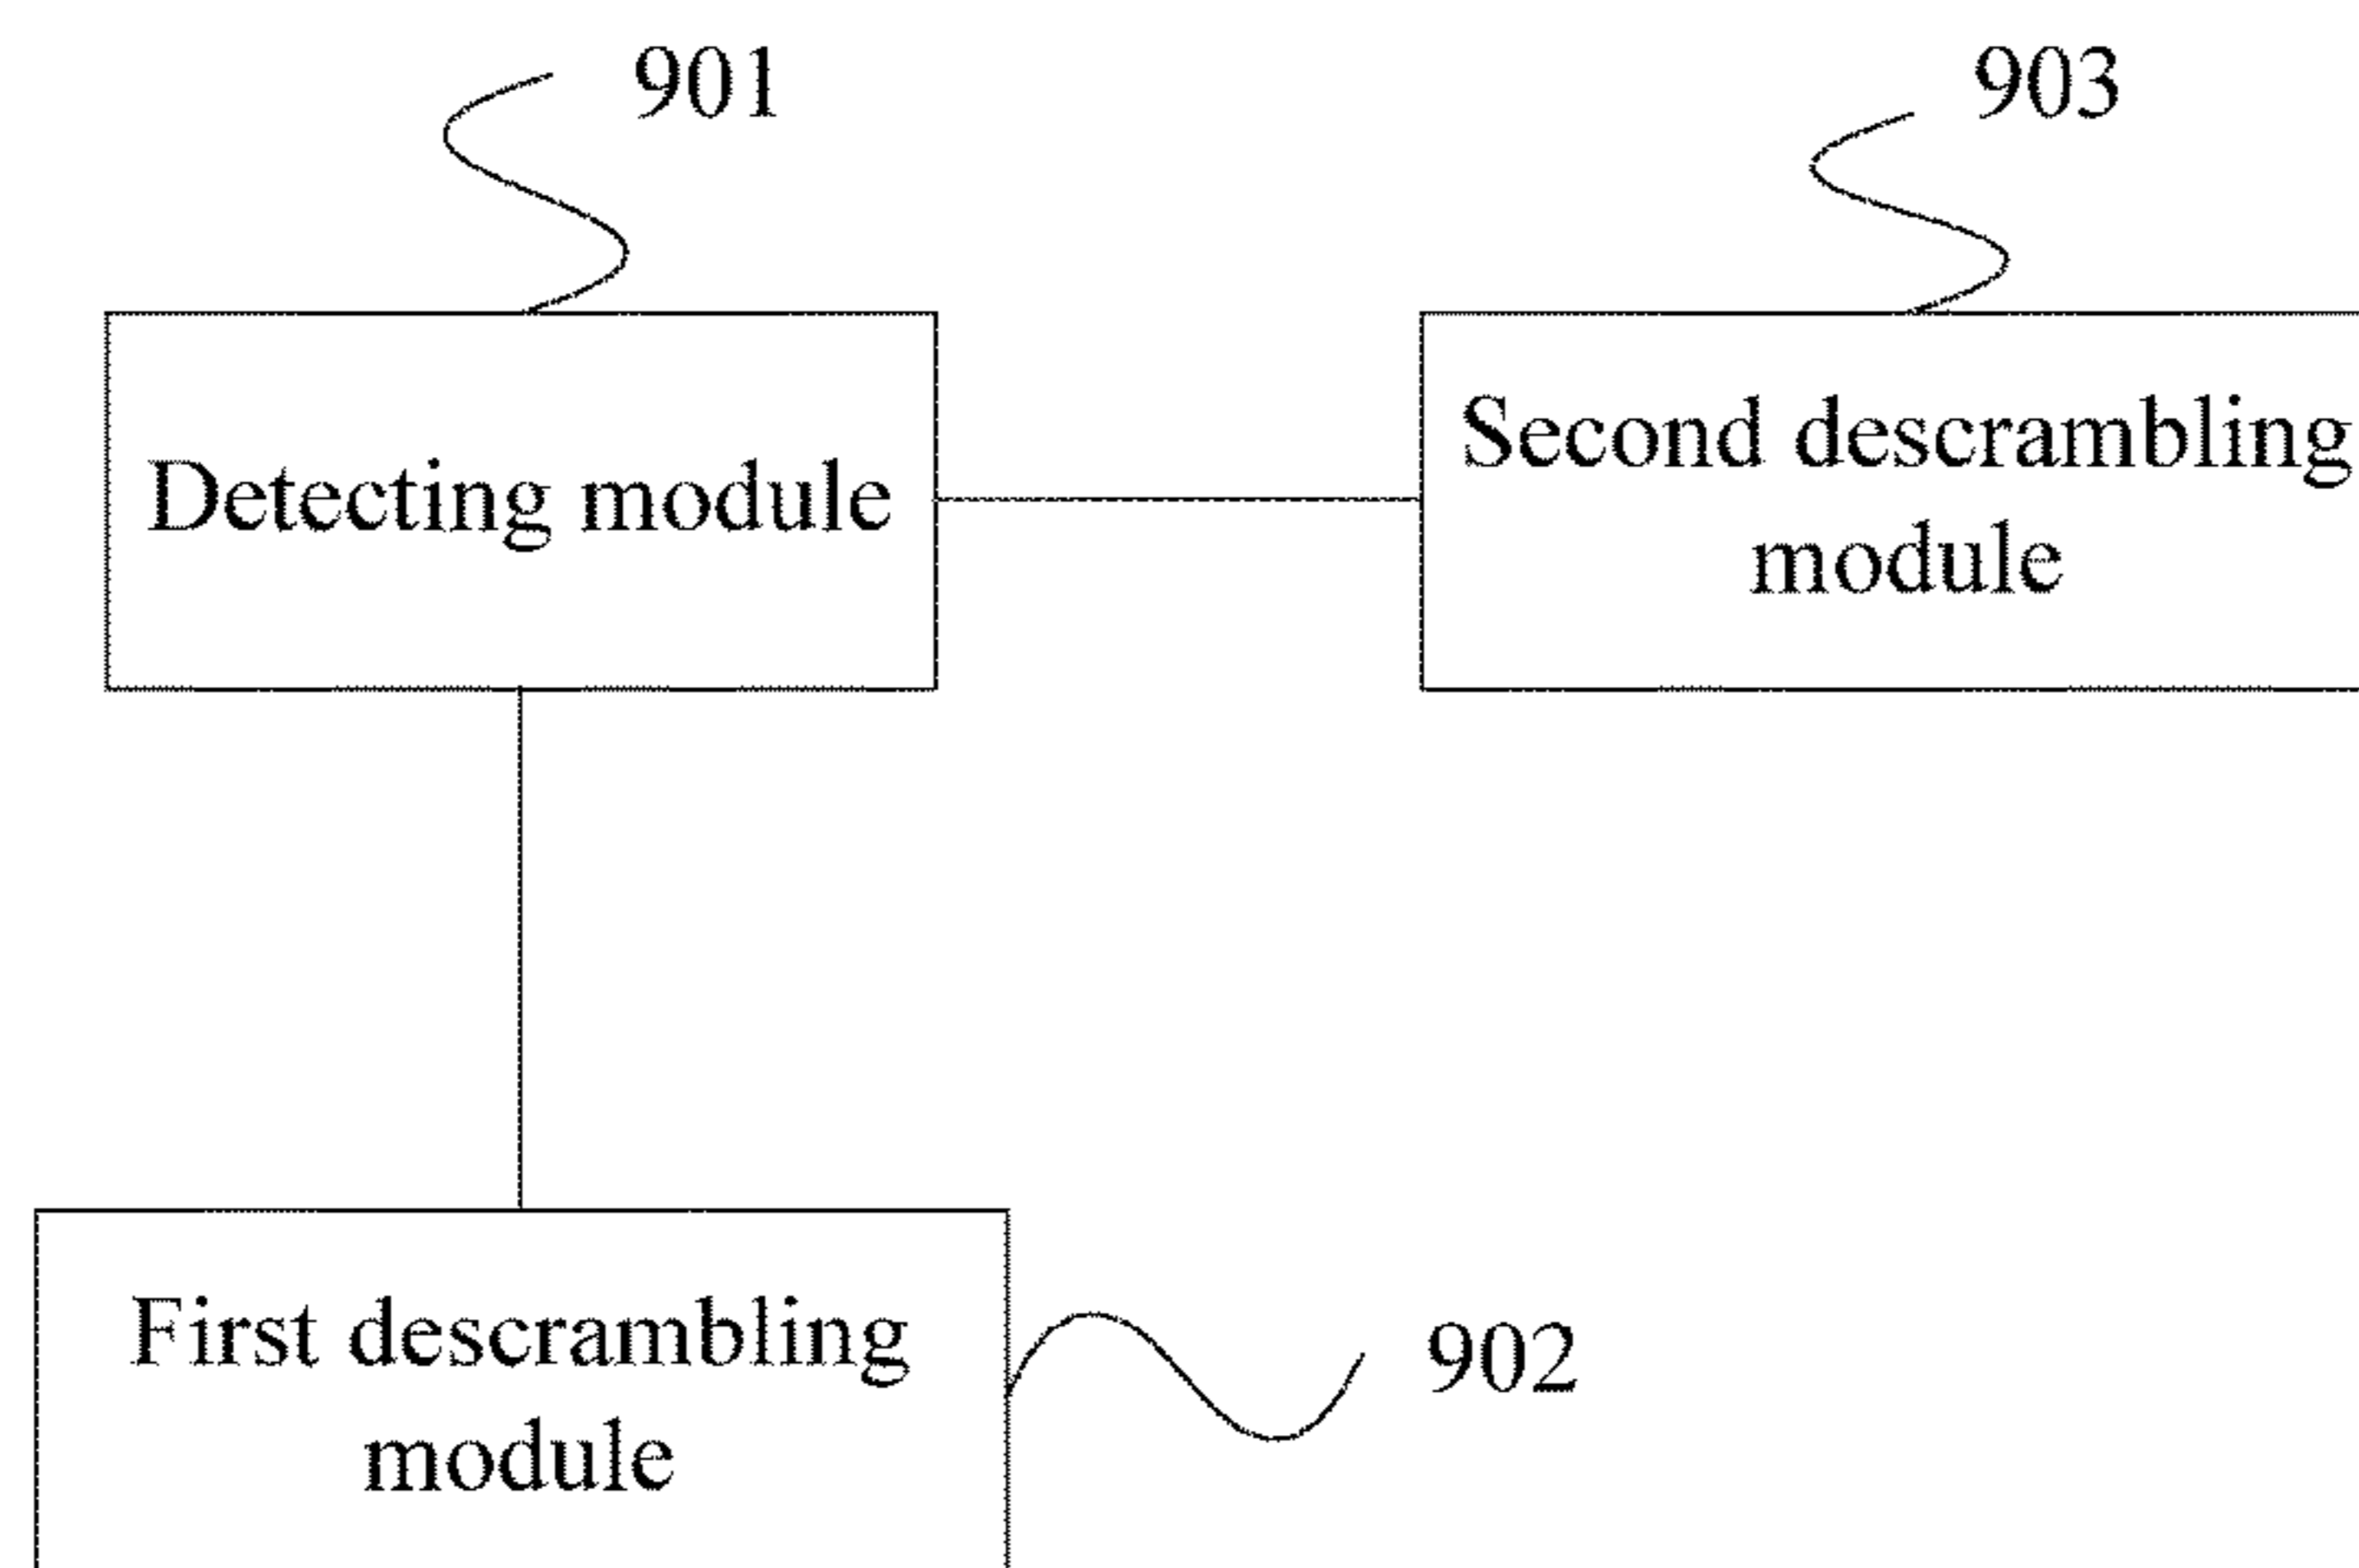 901
903
Detecting module
Second descrambling
module
First descrambling
module
902